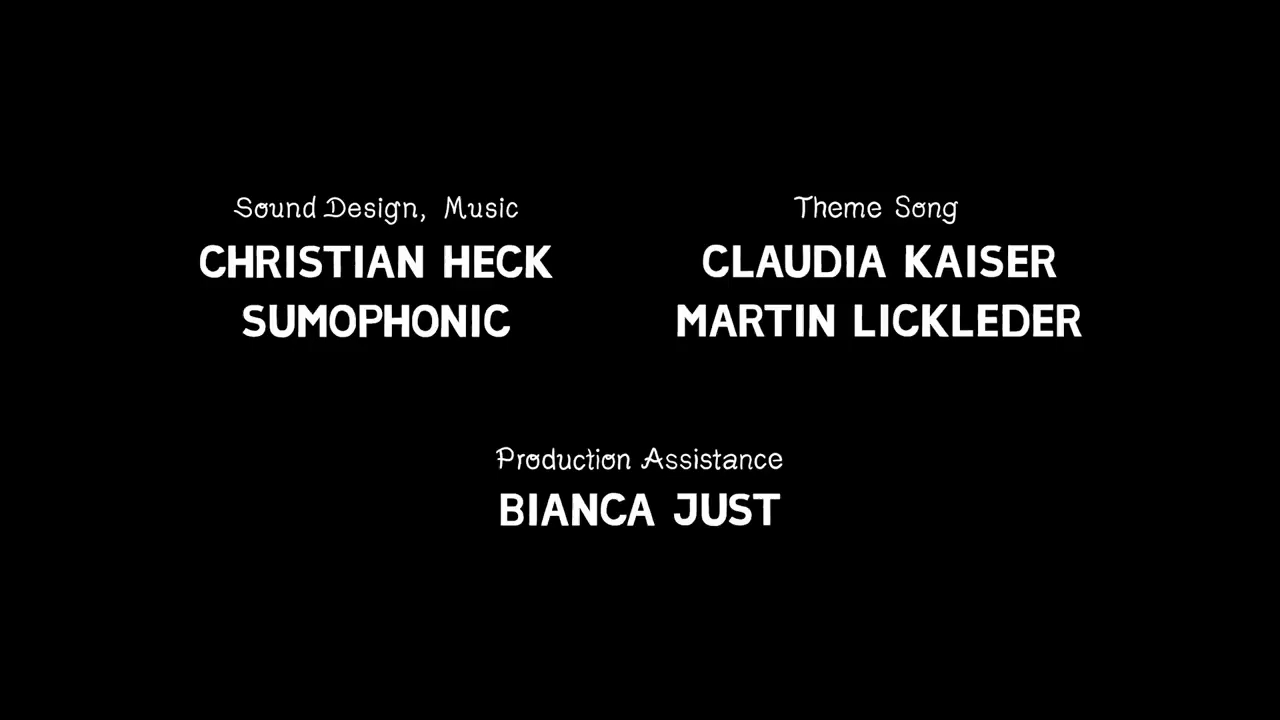 Sound Design, Music
CHRISTIAN HECK
SUMOPHONIC
Theme Song
CLAUDIA KAISER
MARTIN LICKLEDER
Production Assistance
BIANCA JUST